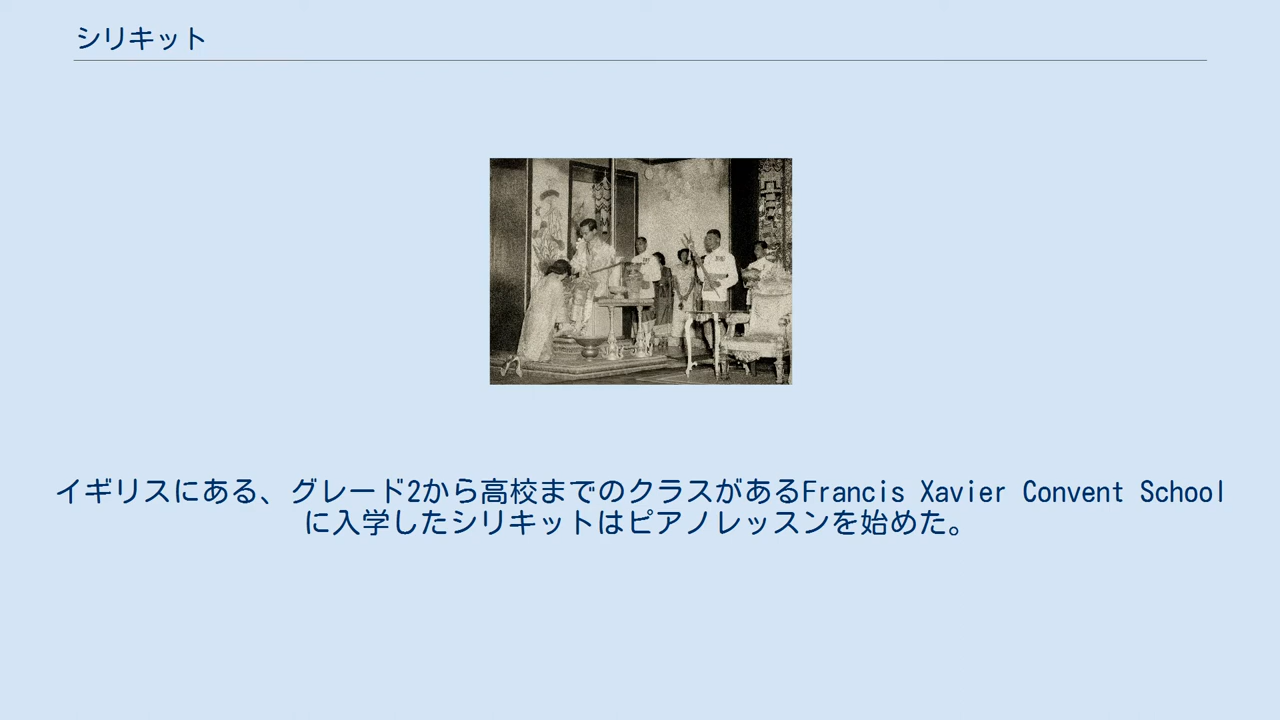 シリキット
イギリスにある、グレード2から高校までのクラスがあるFrancis Xavier Convent School
に入学したシリキットはピアノレッスンを始めた。